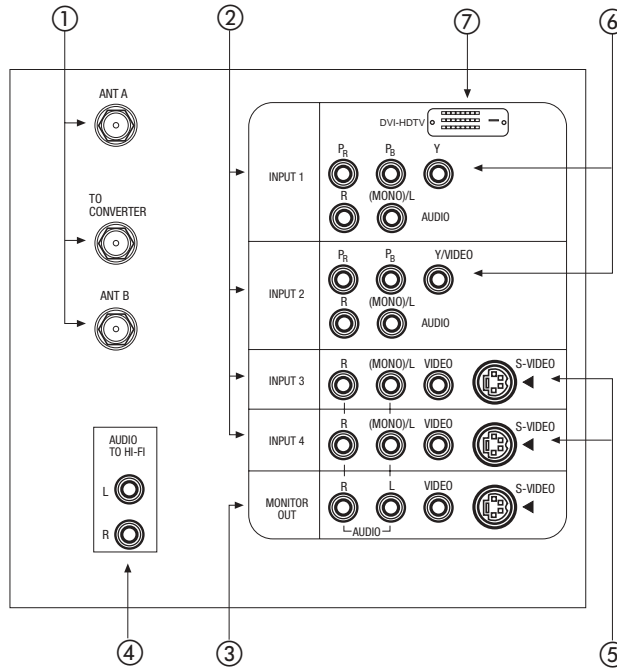 ① ② ⑦ ⑥
ANT A
TO
CONVERTER
ANT B
AUDIO
TO HI-FI
L
R
DVI-HDTV
INPUT 1
PR PB Y
R (MONO)/L AUDIO
INPUT 2
PR PB Y/VIDEO
R (MONO)/L AUDIO
INPUT 3
R (MONO)/L VIDEO S-VIDEO
INPUT 4
R (MONO)/L VIDEO S-VIDEO
MONITOR
OUT
R L VIDEO S-VIDEO
AUDIO
④ ③ ⑤